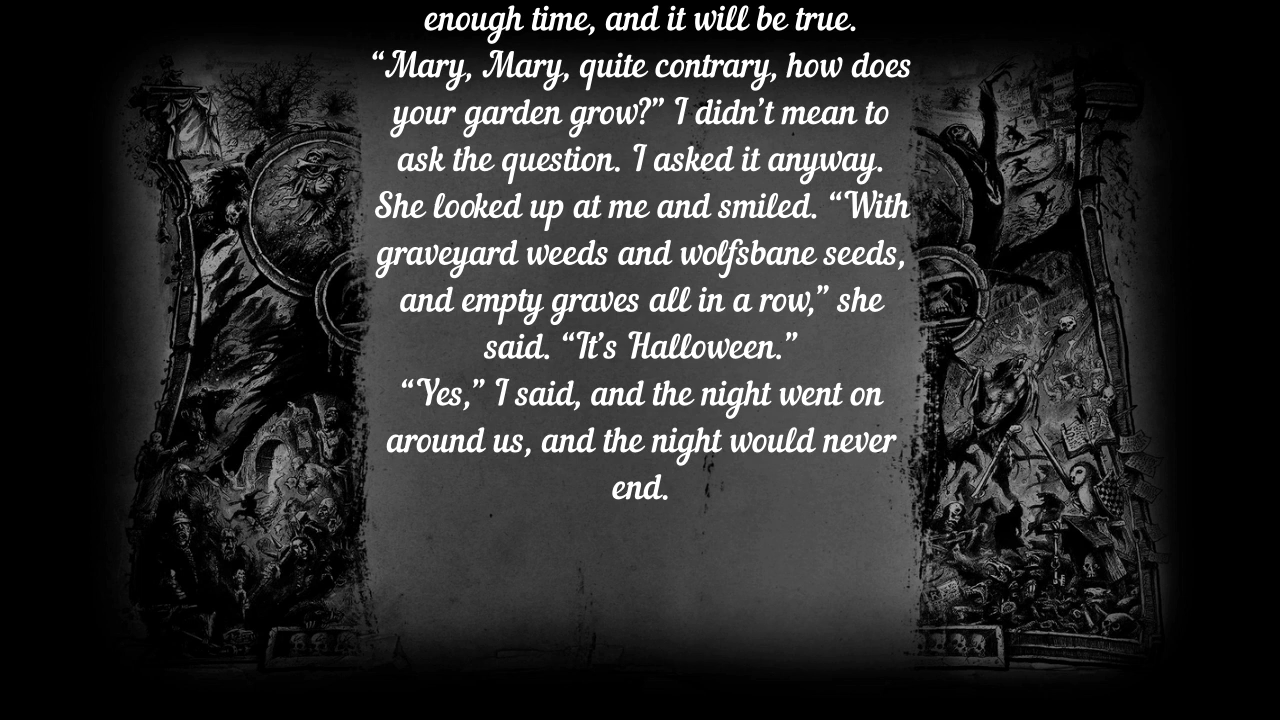 enough time, and it will be true.
“Mary, Mary, quite contrary, how does
your garden grow?” I didn’t mean to
ask the question. I asked it anyway.
She looked up at me and smiled. “With
graveyard weeds and wolfsbane seeds,
and empty graves all in a row,” she
said. “It’s Halloween.”
“Yes,” I said, and the night went on
around us, and the night would never
end.